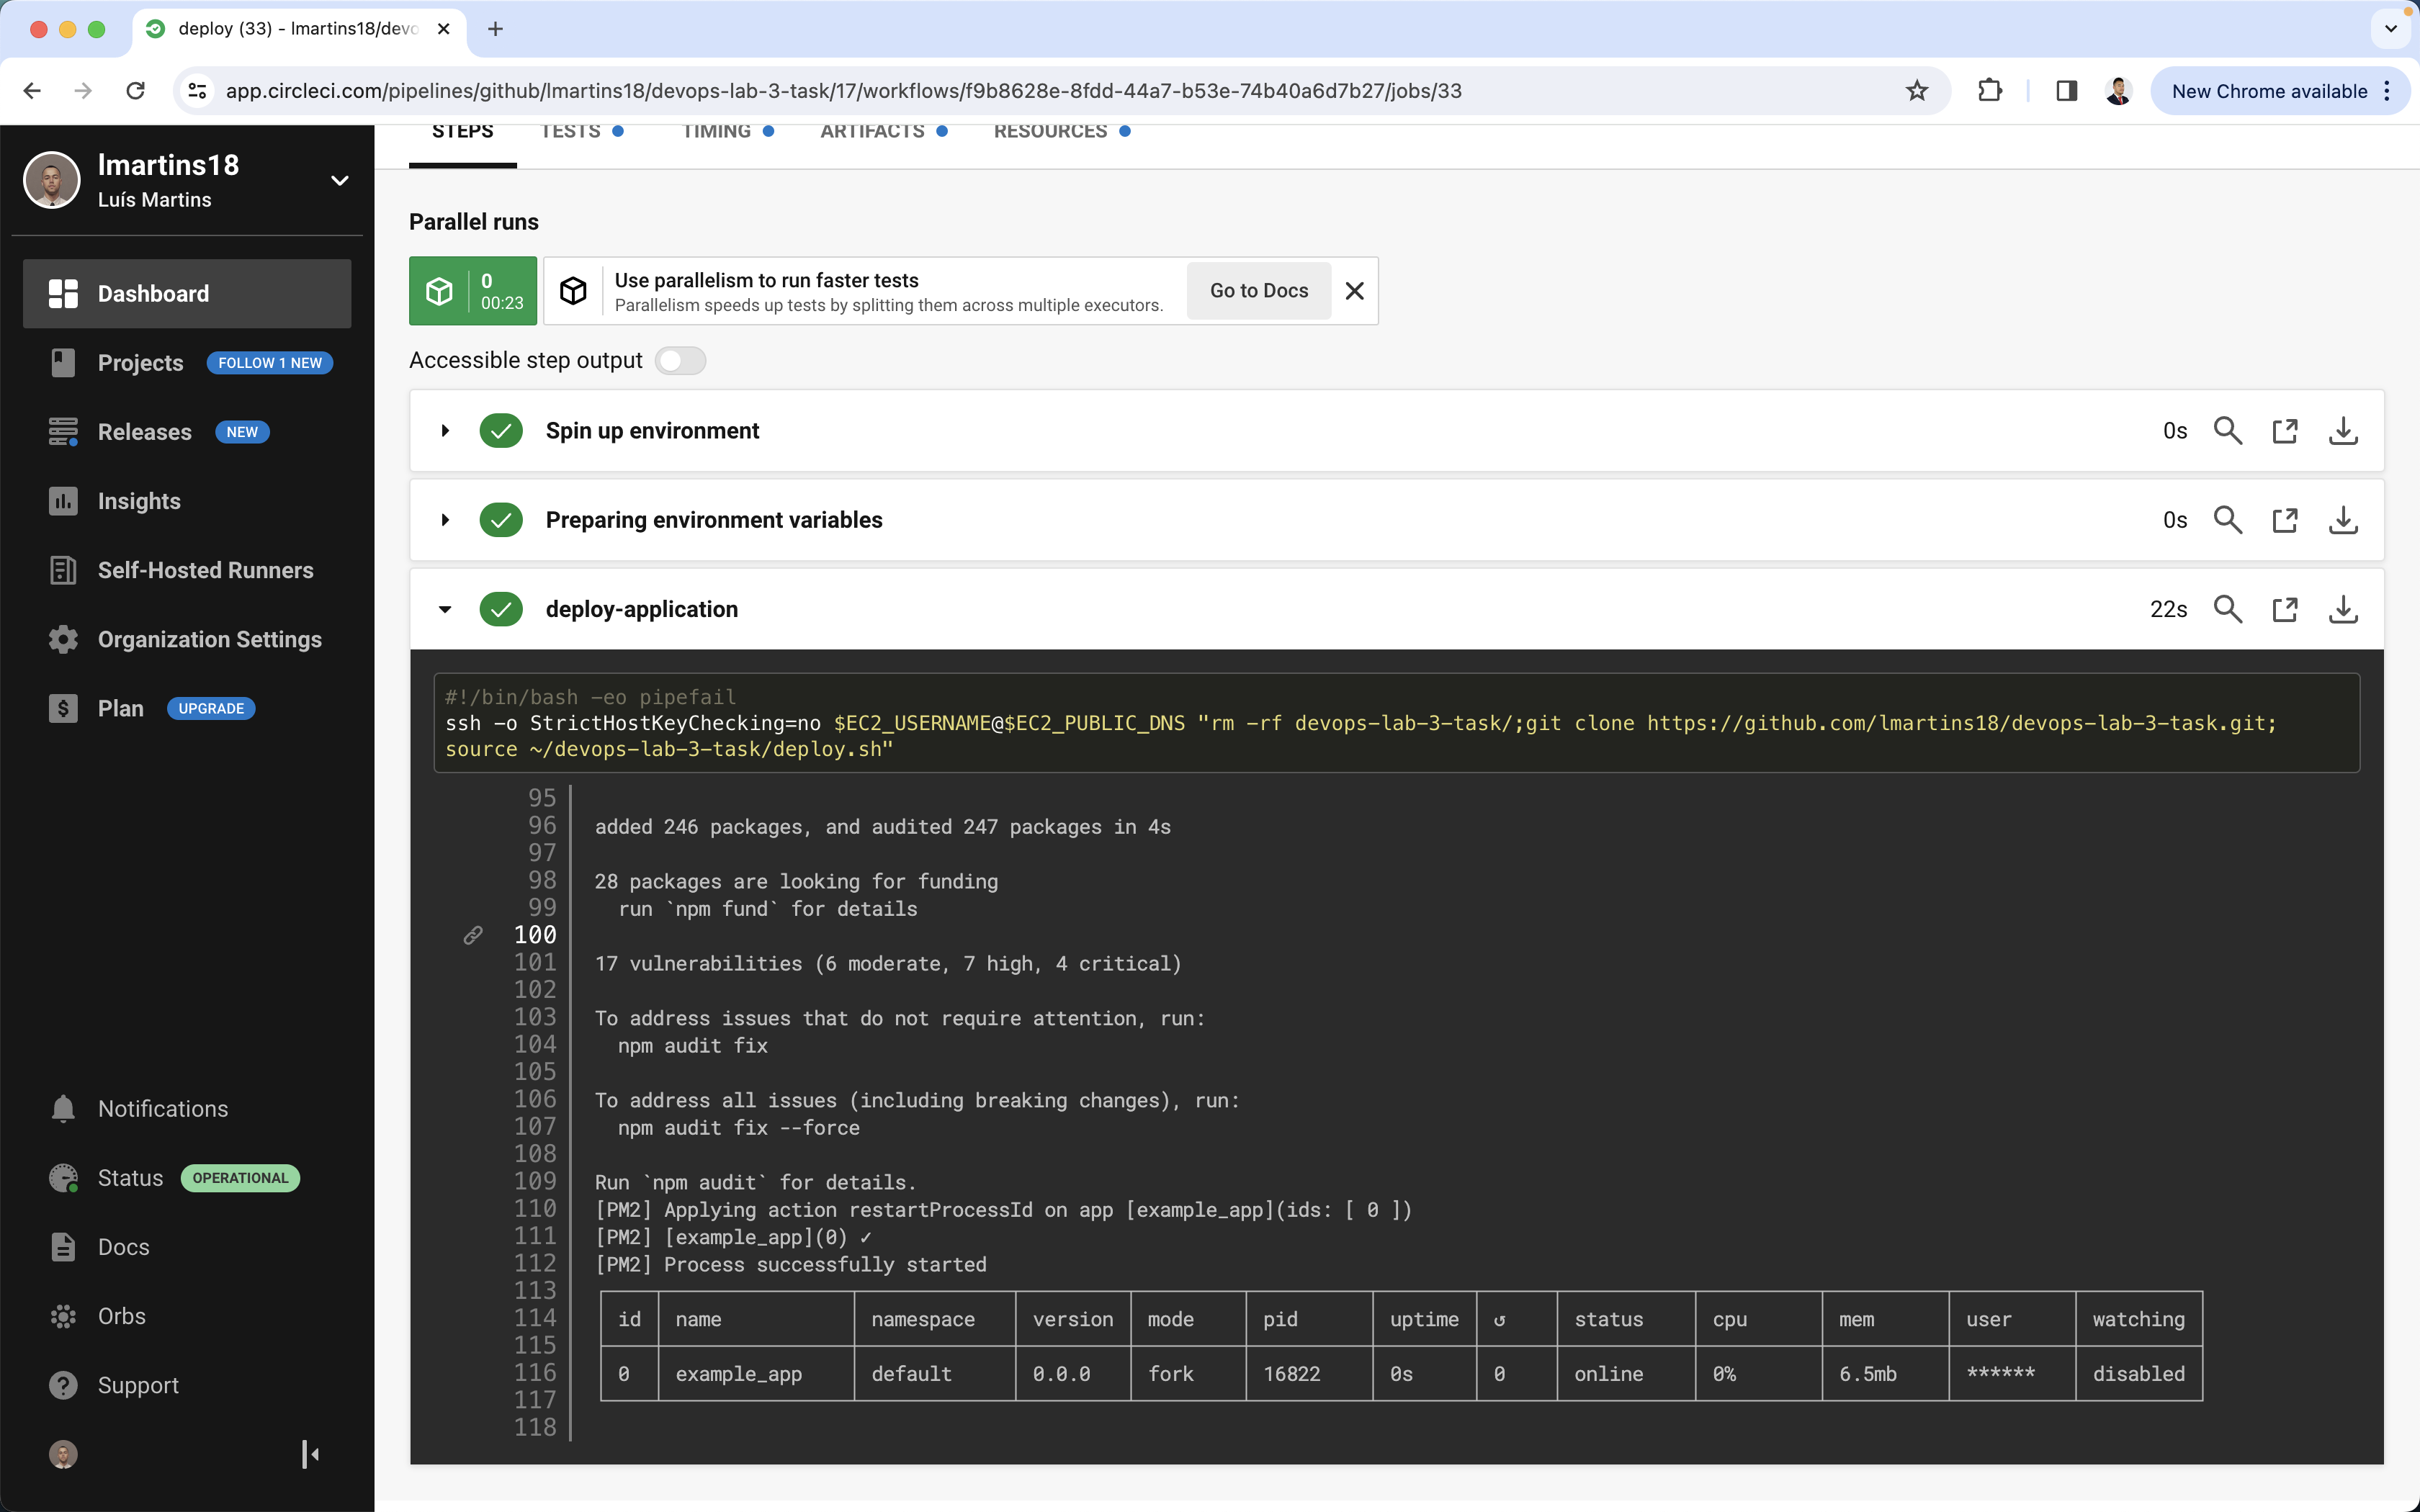 deploy (33) - lmartins18/devo
app.circleci.com/pipelines/github/lmartins18/devops-lab-3-task/17/workflows/f9b8628e-8fdd-44a7-b53e-74b40a6d7b27/jobs/33
New Chrome available
lmartins18
Luís Martins
Dashboard
Projects FOLLOW 1 NEW
Releases NEW
Insights
Self-Hosted Runners
Organization Settings
Plan UPGRADE
Notifications
Status OPERATIONAL
Docs
Orbs
Support
STEPS TESTS TIMING ARTIFACTS RESOURCES
Parallel runs
0
00:23
Use parallelism to run faster tests
Parallelism speeds up tests by splitting them across multiple executors.
Go to Docs
Accessible step output
Spin up environment 0s
Preparing environment variables 0s
deploy-application 22s
#!/bin/bash -eo pipefail
ssh -o StrictHostKeyChecking=no $EC2_USERNAME@$EC2_PUBLIC_DNS "rm -rf devops-lab-3-task/;git clone https://github.com/lmartins18/devops-lab-3-task.git;
source ~/devops-lab-3-task/deploy.sh"
95
96 added 246 packages, and audited 247 packages in 4s
97
98 28 packages are looking for funding
99 run `npm fund` for details
100
101 17 vulnerabilities (6 moderate, 7 high, 4 critical)
102
103 To address issues that do not require attention, run:
104 npm audit fix
105
106 To address all issues (including breaking changes), run:
107 npm audit fix --force
108
109 Run `npm audit` for details.
110 [PM2] Applying action restartProcessId on app [example_app](ids: [ 0 ])
111 [PM2] [example_app](0) ✓
112 [PM2] Process successfully started
113
114 id name namespace version mode pid uptime ↺ status cpu mem user watching
115
116 0 example_app default 0.0.0 fork 16822 0s 0 online 0% 6.5mb ****** disabled
117
118